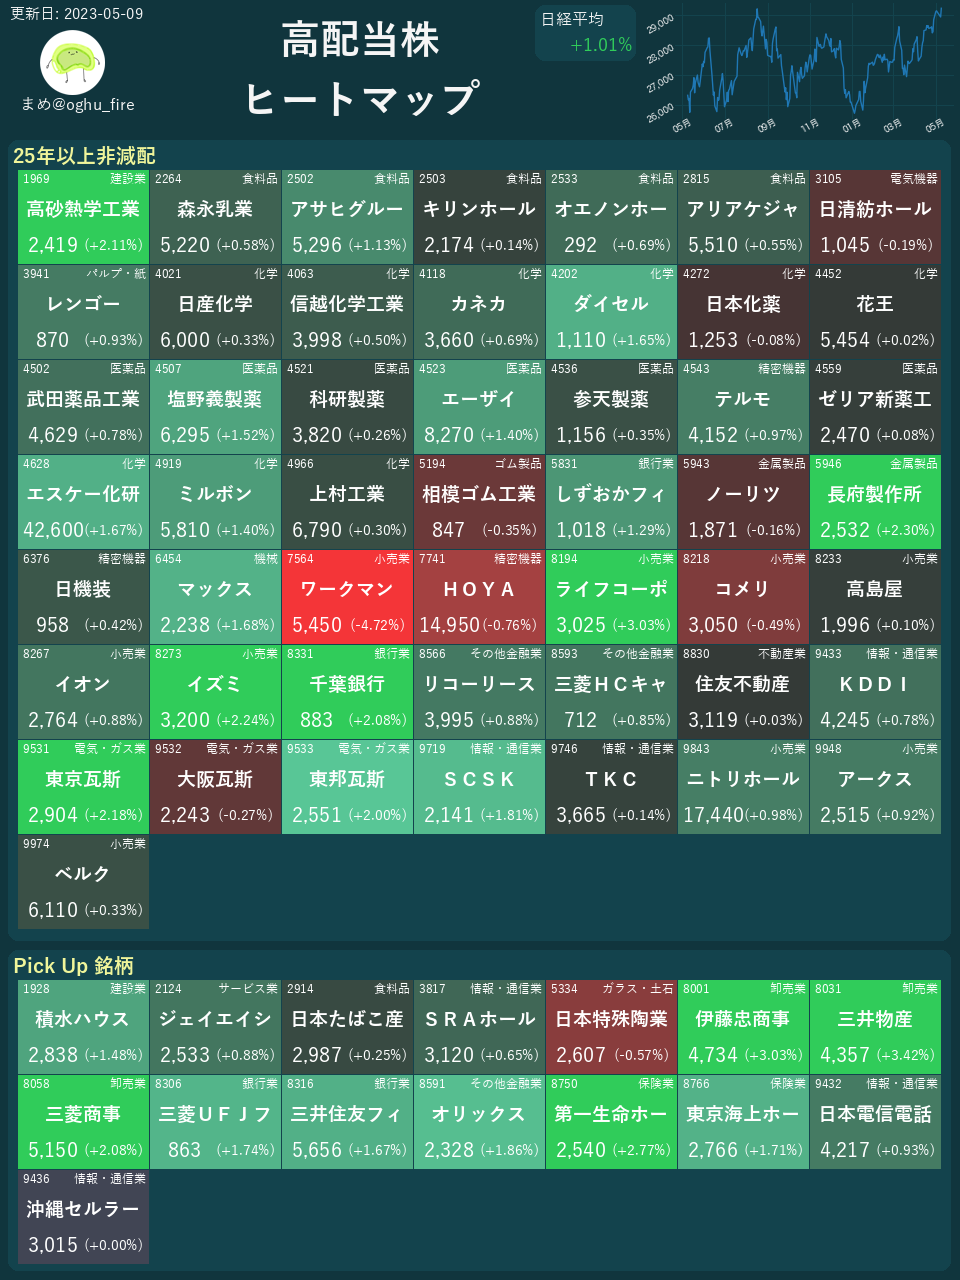 更新日: 2023-05-09
まめ@oghu_fire
高配当株
ヒートマップ
日経平均
+1.01%
29,000
28,000
27,000
26,000
05月 07月 09月 11月 01月 03月 05月
25年以上非減配
1969 建設業 2264 食料品 2502 食料品 2503 食料品 2533 食料品 2815 食料品 3105 電気機器
高砂熱学工業 森永乳業 アサヒグルー キリンホール オエノンホー アリアケジャ 日清紡ホール
2,419 (+2.11%) 5,220 (+0.58%) 5,296 (+1.13%) 2,174 (+0.14%) 292 (+0.69%) 5,510 (+0.55%) 1,045 (-0.19%)
3941 パルプ・紙 4021 化学 4063 化学 4118 化学 4202 化学 4272 化学 4452 化学
レンゴー 日産化学 信越化学工業 カネカ ダイセル 日本化薬 花王
870 (+0.93%) 6,000 (+0.33%) 3,998 (+0.50%) 3,660 (+0.69%) 1,110 (+1.65%) 1,253 (-0.08%) 5,454 (+0.02%)
4502 医薬品 4507 医薬品 4521 医薬品 4523 医薬品 4536 医薬品 4543 精密機器 4559 医薬品
武田薬品工業 塩野義製薬 科研製薬 エーザイ 参天製薬 テルモ ゼリア新薬工
4,629 (+0.78%) 6,295 (+1.52%) 3,820 (+0.26%) 8,270 (+1.40%) 1,156 (+0.35%) 4,152 (+0.97%) 2,470 (+0.08%)
4628 化学 4919 化学 4966 化学 5194 ゴム製品 5831 銀行業 5943 金属製品 5946 金属製品
エスケー化研 ミルボン 上村工業 相模ゴム工業 しずおかフィ ノーリツ 長府製作所
42,600(+1.67%) 5,810 (+1.40%) 6,790 (+0.30%) 847 (-0.35%) 1,018 (+1.29%) 1,871 (-0.16%) 2,532 (+2.30%)
6376 精密機器 6454 機械 7564 小売業 7741 精密機器 8194 小売業 8218 小売業 8233 小売業
日機装 マックス ワークマン ＨＯＹＡ ライフコーポ コメリ 高島屋
958 (+0.42%) 2,238 (+1.68%) 5,450 (-4.72%) 14,950(-0.76%) 3,025 (+3.03%) 3,050 (-0.49%) 1,996 (+0.10%)
8267 小売業 8273 小売業 8331 銀行業 8566 その他金融業 8593 その他金融業 8830 不動産業 9433 情報・通信業
イオン イズミ 千葉銀行 リコーリース 三菱ＨＣキャ 住友不動産 ＫＤＤＩ
2,764 (+0.88%) 3,200 (+2.24%) 883 (+2.08%) 3,995 (+0.88%) 712 (+0.85%) 3,119 (+0.03%) 4,245 (+0.78%)
9531 電気・ガス業 9532 電気・ガス業 9533 電気・ガス業 9719 情報・通信業 9746 情報・通信業 9843 小売業 9948 小売業
東京瓦斯 大阪瓦斯 東邦瓦斯 ＳＣＳＫ ＴＫＣ ニトリホール アークス
2,904 (+2.18%) 2,243 (-0.27%) 2,551 (+2.00%) 2,141 (+1.81%) 3,665 (+0.14%) 17,440(+0.98%) 2,515 (+0.92%)
9974 小売業
ベルク
6,110 (+0.33%)
Pick Up 銘柄
1928 建設業 2124 サービス業 2914 食料品 3817 情報・通信業 5334 ガラス・土石 8001 卸売業 8031 卸売業
積水ハウス ジェイエイシ 日本たばこ産 ＳＲＡホール 日本特殊陶業 伊藤忠商事 三井物産
2,838 (+1.48%) 2,533 (+0.88%) 2,987 (+0.25%) 3,120 (+0.65%) 2,607 (-0.57%) 4,734 (+3.03%) 4,357 (+3.42%)
8058 卸売業 8306 銀行業 8316 銀行業 8591 その他金融業 8750 保険業 8766 保険業 9432 情報・通信業
三菱商事 三菱ＵＦＪフ 三井住友フィ オリックス 第一生命ホー 東京海上ホー 日本電信電話
5,150 (+2.08%) 863 (+1.74%) 5,656 (+1.67%) 2,328 (+1.86%) 2,540 (+2.77%) 2,766 (+1.71%) 4,217 (+0.93%)
9436 情報・通信業
沖縄セルラー
3,015 (+0.00%)